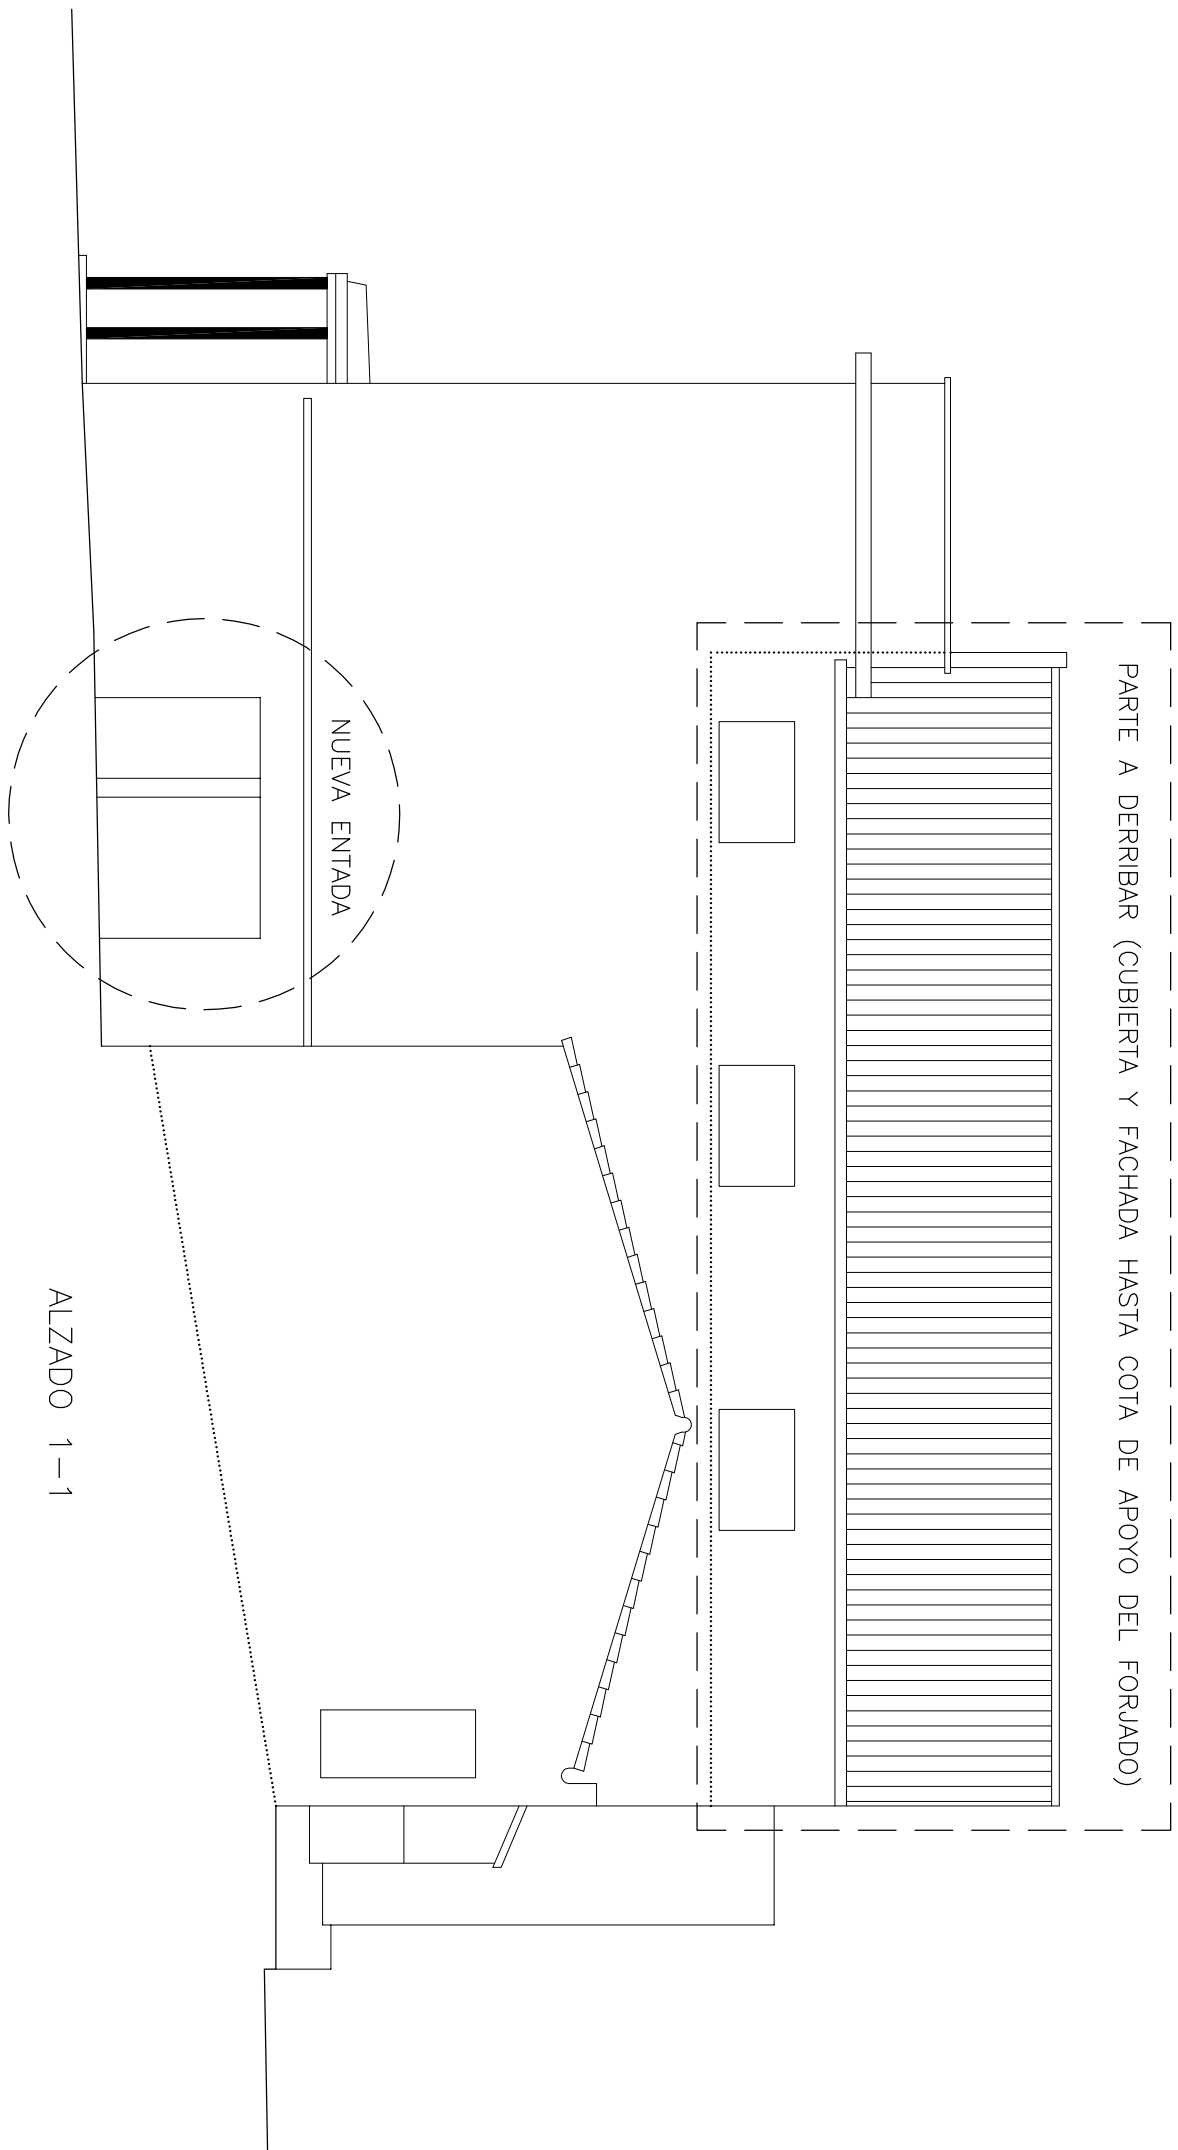 PARTE A DERRIBAR (CUBIERTA Y FACHADA HASTA COTA DE APOYO DEL FORJADO)
NUEVA ENTADA
ALZADO 1-1